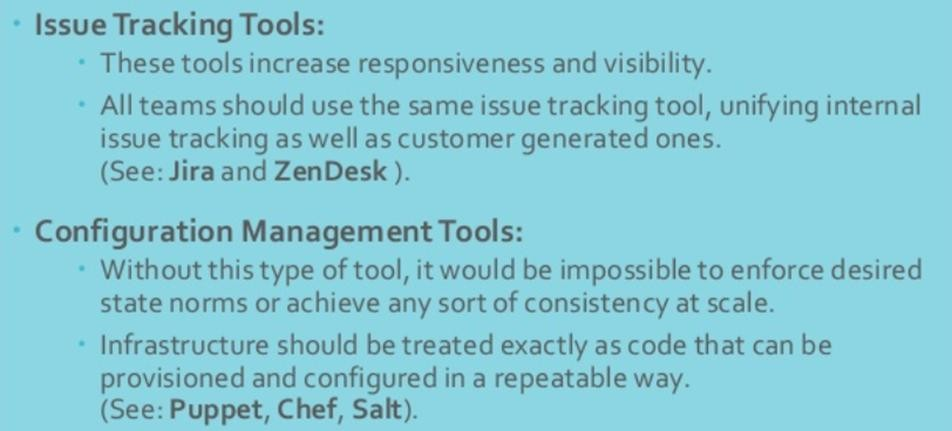 • Issue Tracking Tools:
• These tools increase responsiveness and visibility.
• All teams should use the same issue tracking tool, unifying internal
issue tracking as well as customer generated ones.
(See: Jira and ZenDesk ).
• Configuration Management Tools:
• Without this type of tool, it would be impossible to enforce desired
state norms or achieve any sort of consistency at scale.
• Infrastructure should be treated exactly as code that can be
provisioned and configured in a repeatable way.
(See: Puppet, Chef, Salt).